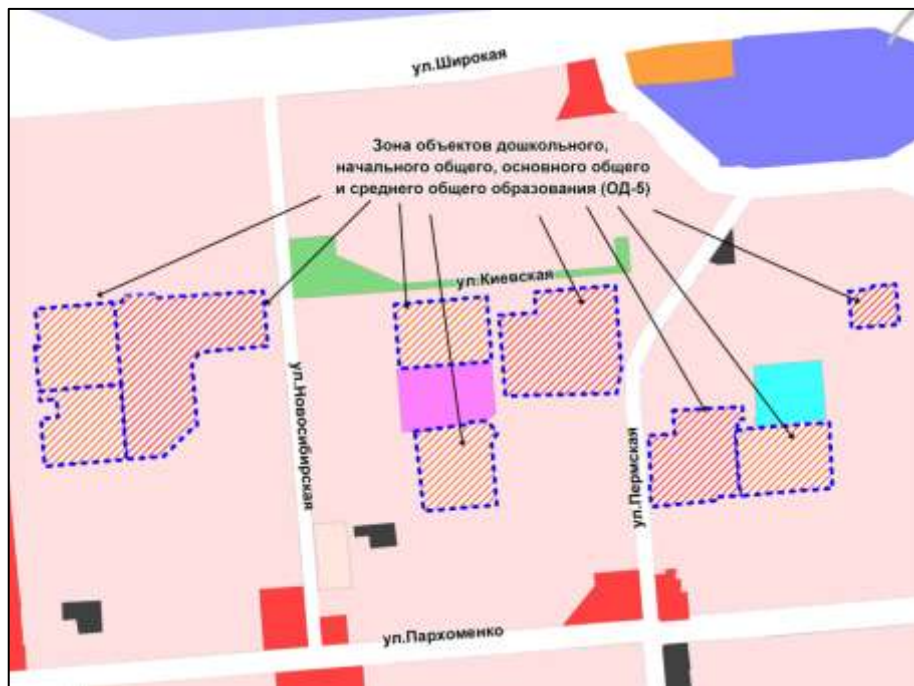 ул.Широкая
Зона объектов дошкольного,
начального общего, основного общего
и среднего общего образования (ОД-5)
ул.Киевская
ул.Новосибирская
ул.Пермская
ул.Пархоменко